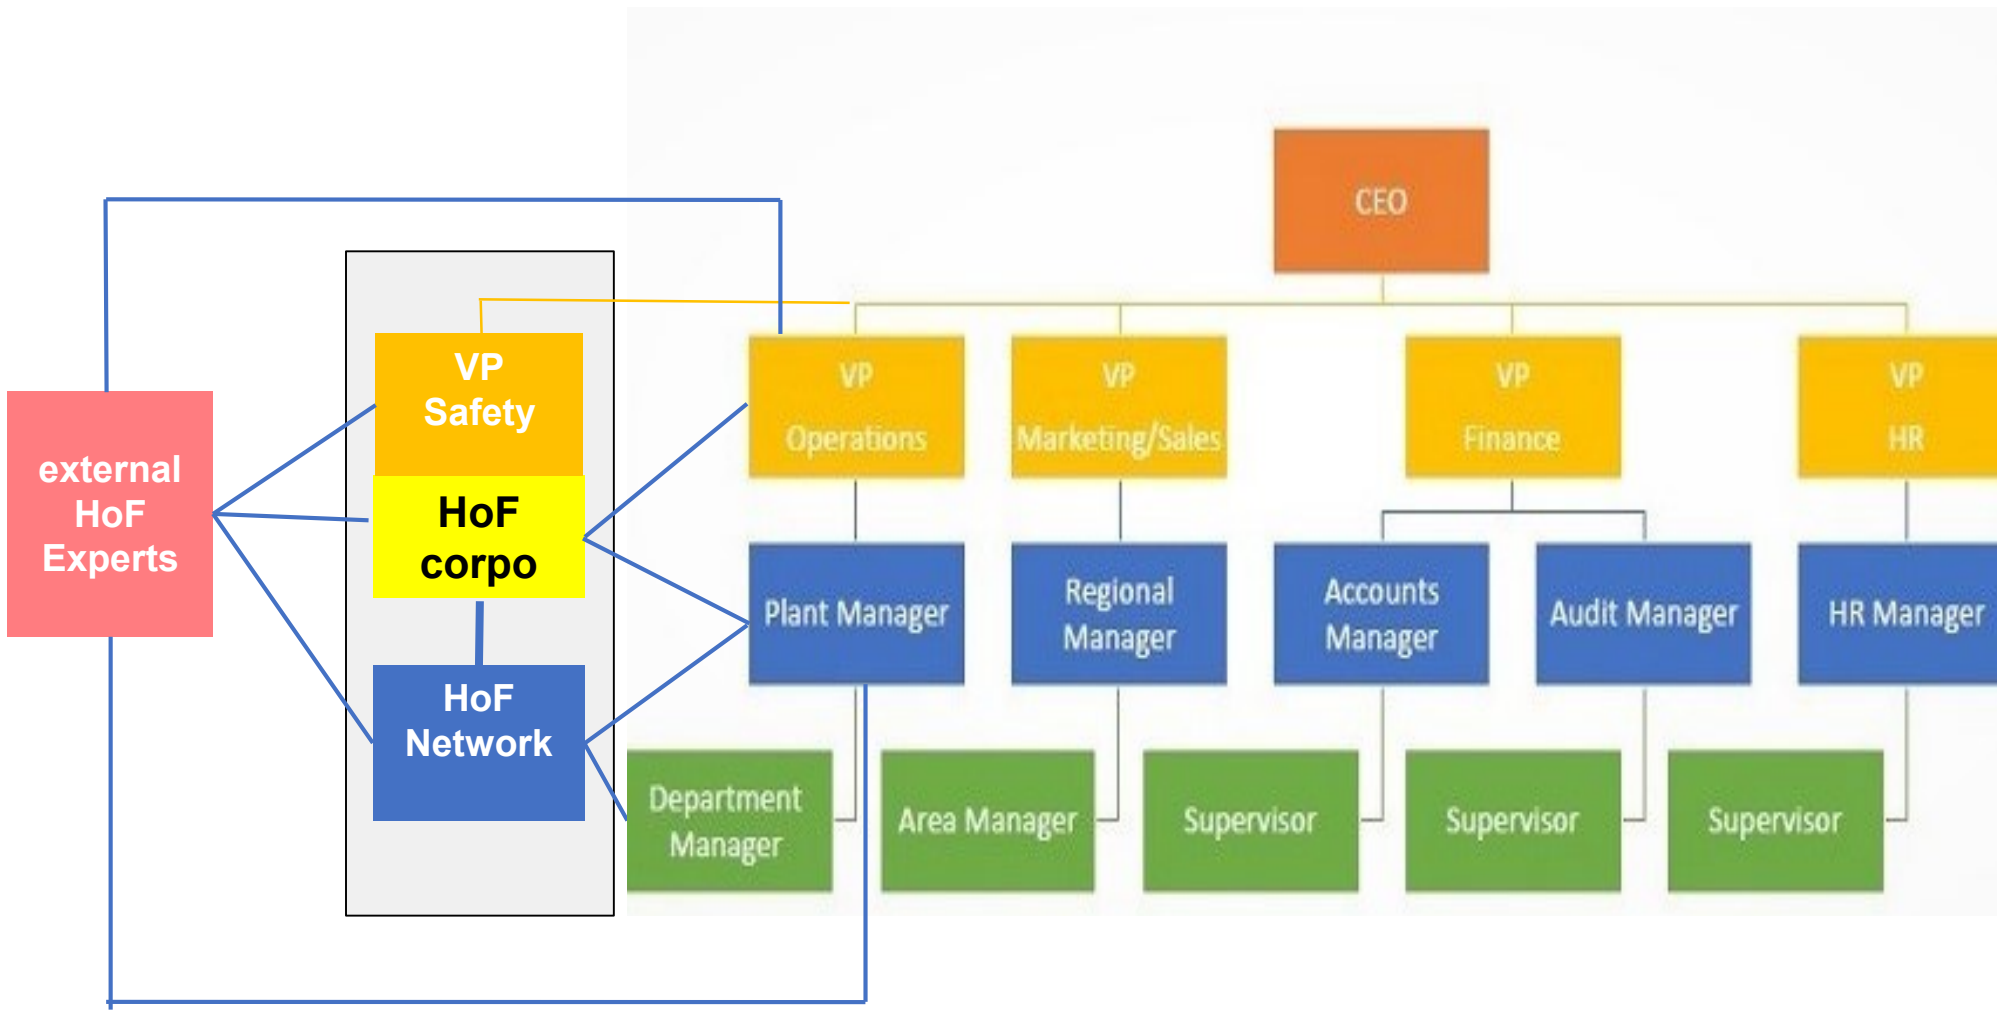 CEO
VP
Safety
VP
Operations
VP
Marketing/Sales
VP
Finance
VP
HR
external
HoF
Experts
HoF
corpo
Plant Manager
Regional
Manager
Accounts
Manager
Audit Manager
HR Manager
HoF
Network
Department
Manager
Area Manager
Supervisor
Supervisor
Supervisor